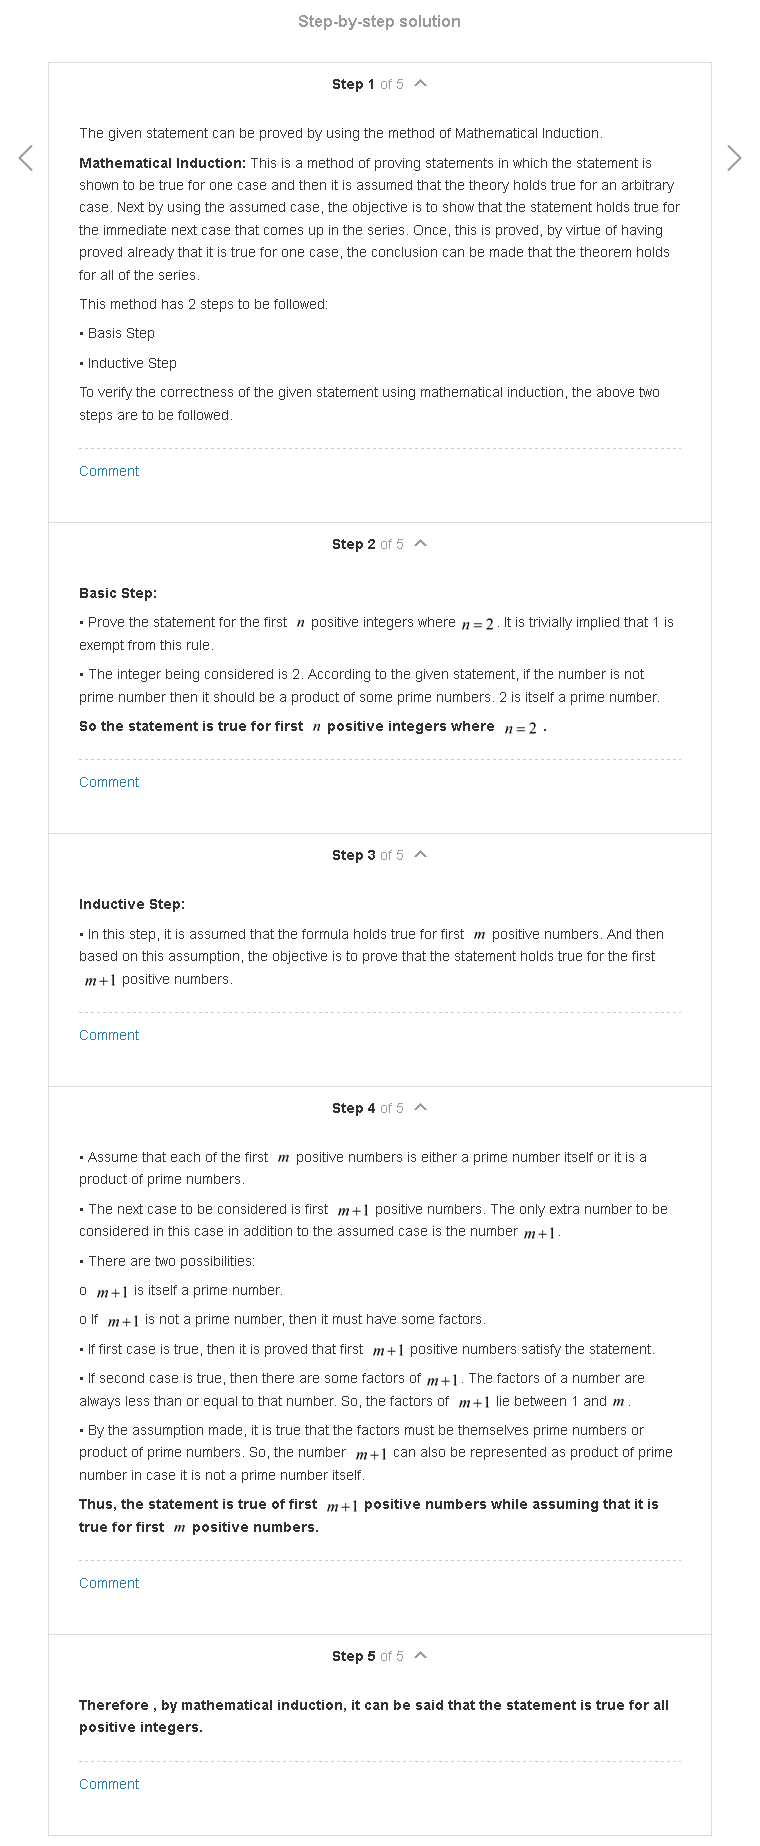 Step-by-step solution
Step 1 of 5
The given statement can be proved by using the method of Mathematical Induction.
Mathematical Induction: This is a method of proving statements in which the statement is
shown to be true for one case and then it is assumed that the theory holds true for an arbitrary
case. Next by using the assumed case, the objective is to show that the statement holds true for
the immediate next case that comes up in the series. Once, this is proved, by virtue of having
proved already that it is true for one case, the conclusion can be made that the theorem holds
for all of the series.
This method has 2 steps to be followed:
• Basis Step
• Inductive Step
To verify the correctness of the given statement using mathematical induction, the above two
steps are to be followed.
Comment
Step 2 of 5
Basic Step:
• Prove the statement for the first n positive integers where n = 2. It is trivially implied that 1 is
exempt from this rule.
• The integer being considered is 2. According to the given statement, if the number is not
prime number then it should be a product of some prime numbers. 2 is itself a prime number.
So the statement is true for first n positive integers where n = 2 .
Comment
Step 3 of 5
Inductive Step:
• In this step, it is assumed that the formula holds true for first m positive numbers. And then
based on this assumption, the objective is to prove that the statement holds true for the first
m+1 positive numbers.
Comment
Step 4 of 5
• Assume that each of the first m positive numbers is either a prime number itself or it is a
product of prime numbers.
• The next case to be considered is first m+1 positive numbers. The only extra number to be
considered in this case in addition to the assumed case is the number m+1.
• There are two possibilities:
o m+1 is itself a prime number.
o If m+1 is not a prime number, then it must have some factors.
• If first case is true, then it is proved that first m+1 positive numbers satisfy the statement.
• If second case is true, then there are some factors of m+1. The factors of a number are
always less than or equal to that number. So, the factors of m+1 lie between 1 and m.
• By the assumption made, it is true that the factors must be themselves prime numbers or
product of prime numbers. So, the number m+1 can also be represented as product of prime
number in case it is not a prime number itself.
Thus, the statement is true of first m+1 positive numbers while assuming that it is
true for first m positive numbers.
Comment
Step 5 of 5
Therefore , by mathematical induction, it can be said that the statement is true for all
positive integers.
Comment